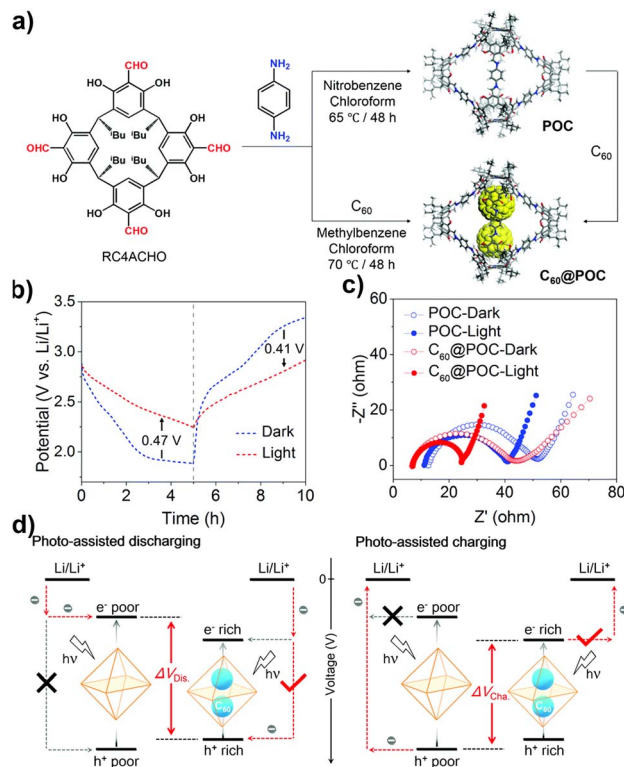 a)
CHO
OH
OH
HO
HO
iBu
iBu
OHC
CHO
iBu
iBu
HO
OH
HO
OH
CHO
RC4ACHO
NH₂
NH₂
Nitrobenzene
Chloroform
65 ℃ / 48 h
POC
C₆₀
C₆₀
Methylbenzene
Chloroform
70 ℃ / 48 h
C₆₀@POC
b)
Potential (V vs. Li/Li⁺)
3.5
3.0
2.5
2.0
0.47 V
0.41 V
Dark
Light
0 2 4 6 8 10
Time (h)
c)
-Z'' (ohm)
-60
-40
-20
0
POC-Dark
POC-Light
C₆₀@POC-Dark
C₆₀@POC-Light
0 20 40 60 80
Z' (ohm)
d)
Photo-assisted discharging
Li/Li⁺
Li/Li⁺
e⁻ poor
e⁻ rich
hν
hν
ΔV_Dis.
C₆₀
h⁺ poor
h⁺ rich
0
Voltage (V)
Photo-assisted charging
Li/Li⁺
Li/Li⁺
e⁻ poor
e⁻ rich
hν
hν
ΔV_Cha.
C₆₀
h⁺ poor
h⁺ rich